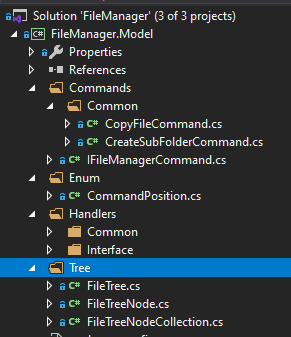 Solution 'FileManager' (3 of 3 projects)
C# FileManager.Model
Properties
References
Commands
Common
C# CopyFileCommand.cs
C# CreateSubFolderCommand.cs
C# IFileManagerCommand.cs
Enum
C# CommandPosition.cs
Handlers
Common
Interface
Tree
C# FileTree.cs
C# FileTreeNode.cs
C# FileTreeNodeCollection.cs